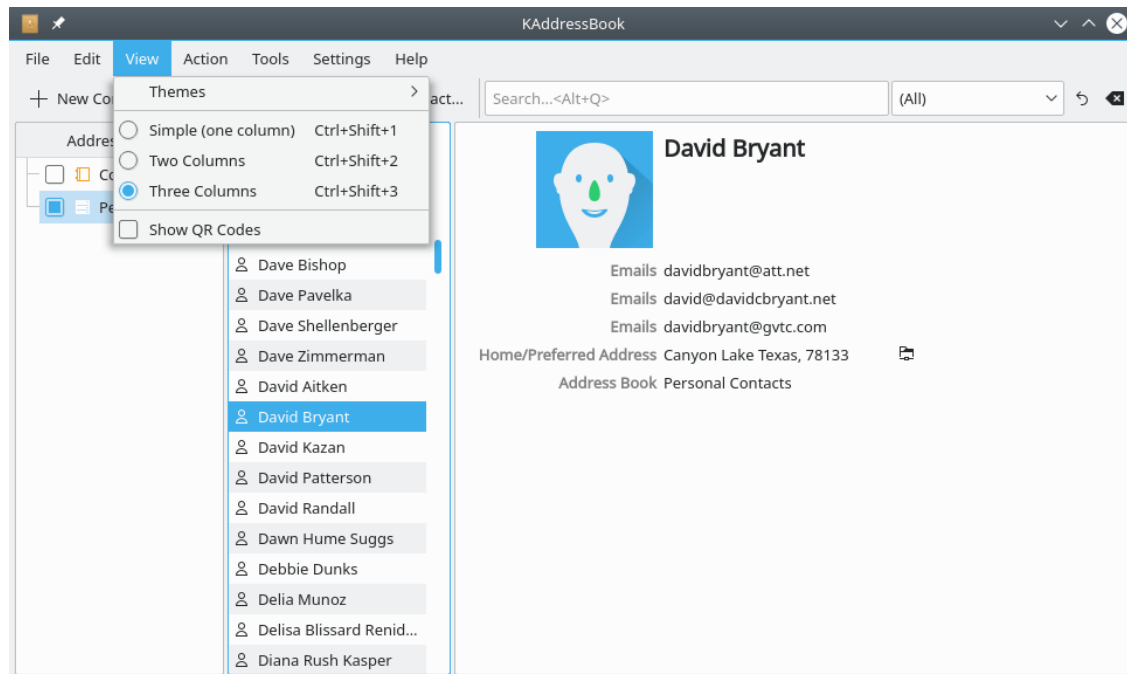 KAddressBook
File Edit View Action Tools Settings Help
New Co act... Search...<Alt+Q> (All)
Themes
Simple (one column) Ctrl+Shift+1
Two Columns Ctrl+Shift+2
Three Columns Ctrl+Shift+3
Show QR Codes
Addre
Pe
Dave Bishop
Dave Pavelka
Dave Shellenberger
Dave Zimmerman
David Aitken
David Bryant
David Kazan
David Patterson
David Randall
Dawn Hume Suggs
Debbie Dunks
Delia Munoz
Delisa Blissard Renid...
Diana Rush Kasper
David Bryant
Emails davidbryant@att.net
Emails david@davidcbryant.net
Emails davidbryant@gvtc.com
Home/Preferred Address Canyon Lake Texas, 78133
Address Book Personal Contacts